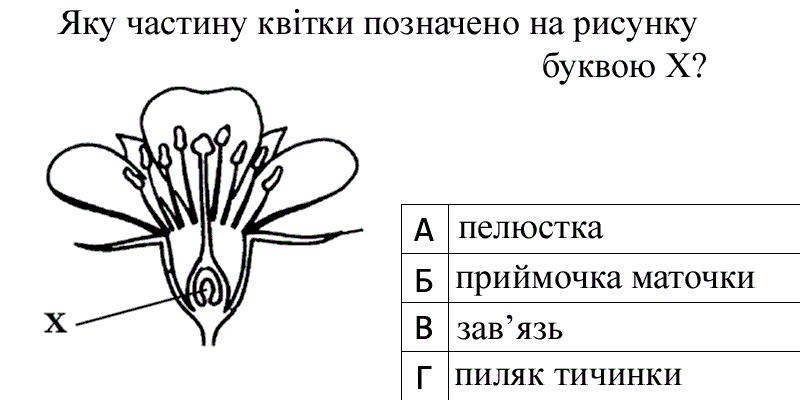 Яку частину квітки позначено на рисунку
буквою Х?
х
А пелюстка
Б приймочка маточки
В зав’язь
Г пиляк тичинки